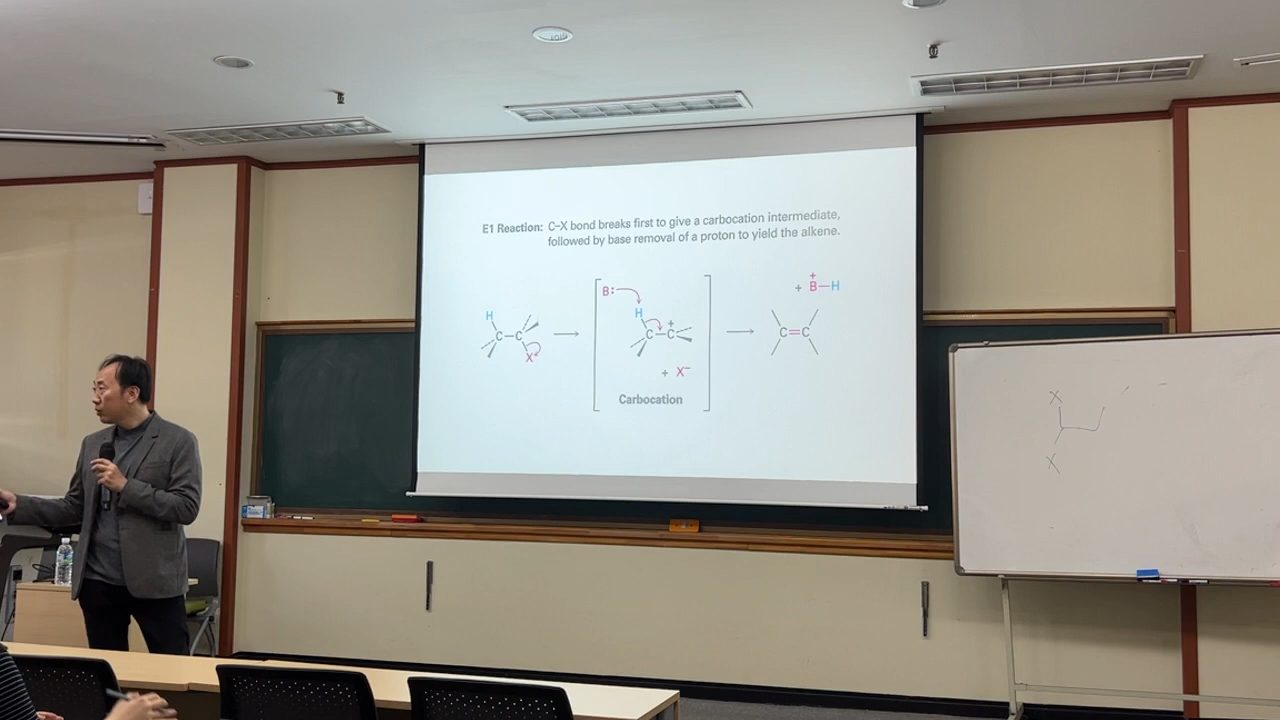 E1 Reaction: C–X bond breaks first to give a carbocation intermediate,
followed by base removal of a proton to yield the alkene.
H
C–C
X
B:
H
+
C–C
+ X–
Carbocation
+
+ B–H
C=C
X
X